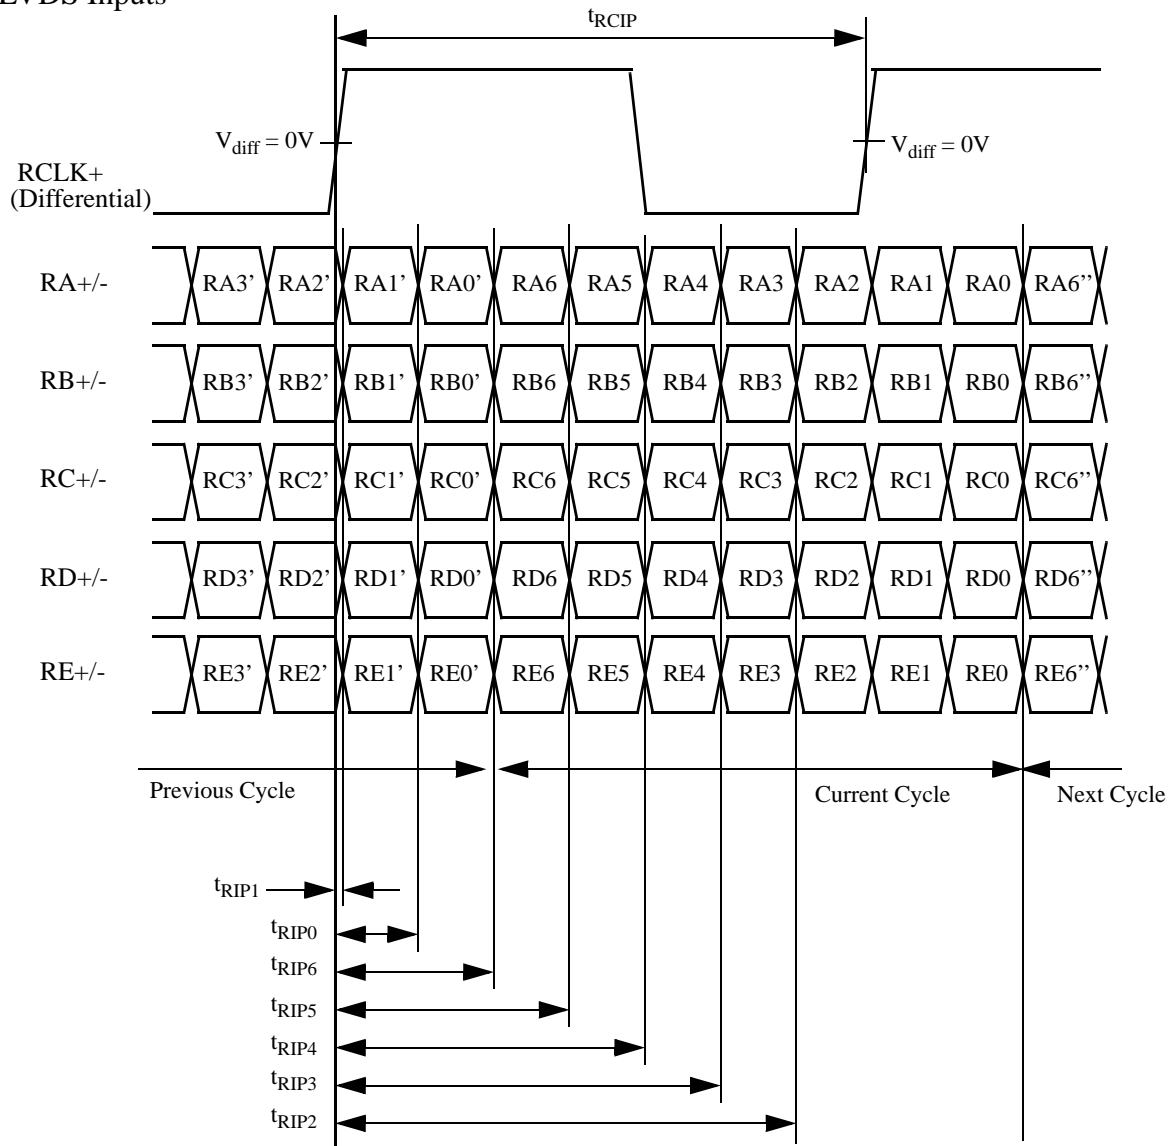 LVDS Inputs
tRCIP
Vdiff = 0V
Vdiff = 0V
RCLK+
(Differential)
RA+/- RA3’ RA2’ RA1’ RA0’ RA6 RA5 RA4 RA3 RA2 RA1 RA0 RA6’’
RB+/- RB3’ RB2’ RB1’ RB0’ RB6 RB5 RB4 RB3 RB2 RB1 RB0 RB6’’
RC+/- RC3’ RC2’ RC1’ RC0’ RC6 RC5 RC4 RC3 RC2 RC1 RC0 RC6’’
RD+/- RD3’ RD2’ RD1’ RD0’ RD6 RD5 RD4 RD3 RD2 RD1 RD0 RD6’’
RE+/- RE3’ RE2’ RE1’ RE0’ RE6 RE5 RE4 RE3 RE2 RE1 RE0 RE6’’
Previous Cycle Current Cycle Next Cycle
tRIP1
tRIP0
tRIP6
tRIP5
tRIP4
tRIP3
tRIP2